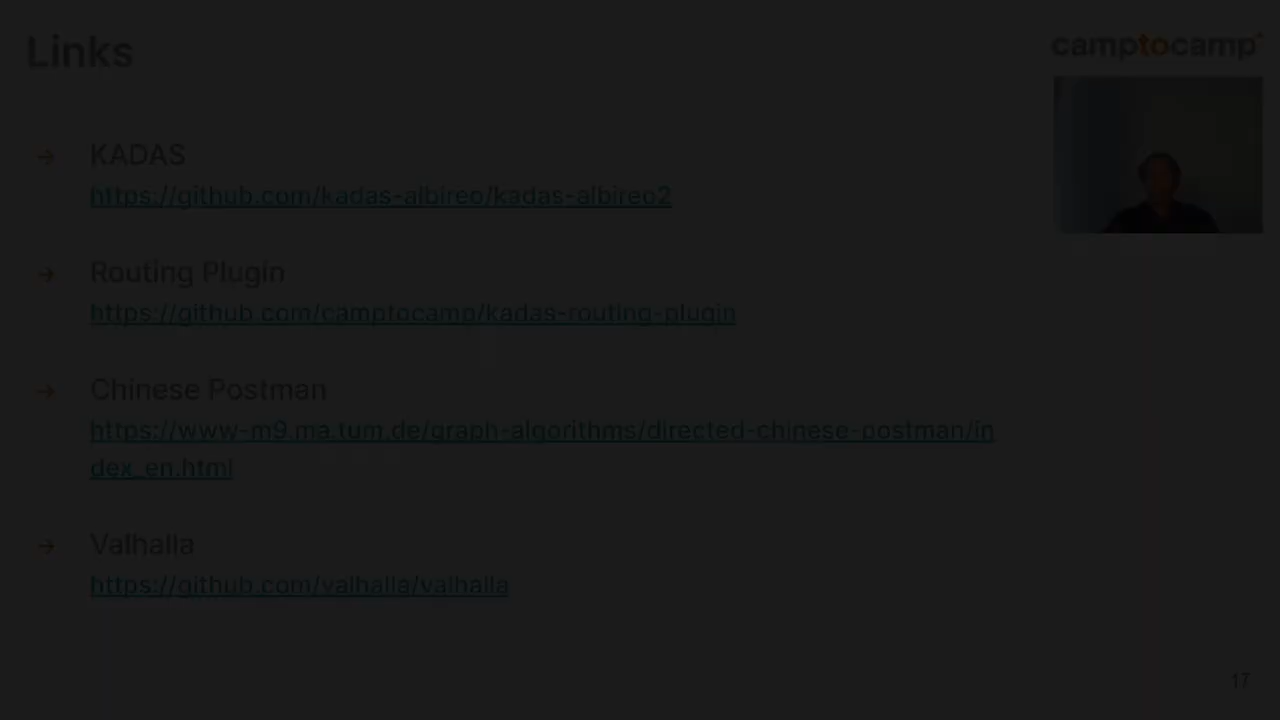 Links
camptocamp
→ KADAS
https://github.com/kadas-albireo/kadas-albireo2
→ Routing Plugin
https://github.com/camptocamp/kadas-routing-plugin
→ Chinese Postman
https://www-m9.ma.tum.de/graph-algorithms/directed-chinese-postman/in
dex_en.html
→ Valhalla
https://github.com/valhalla/valhalla
17